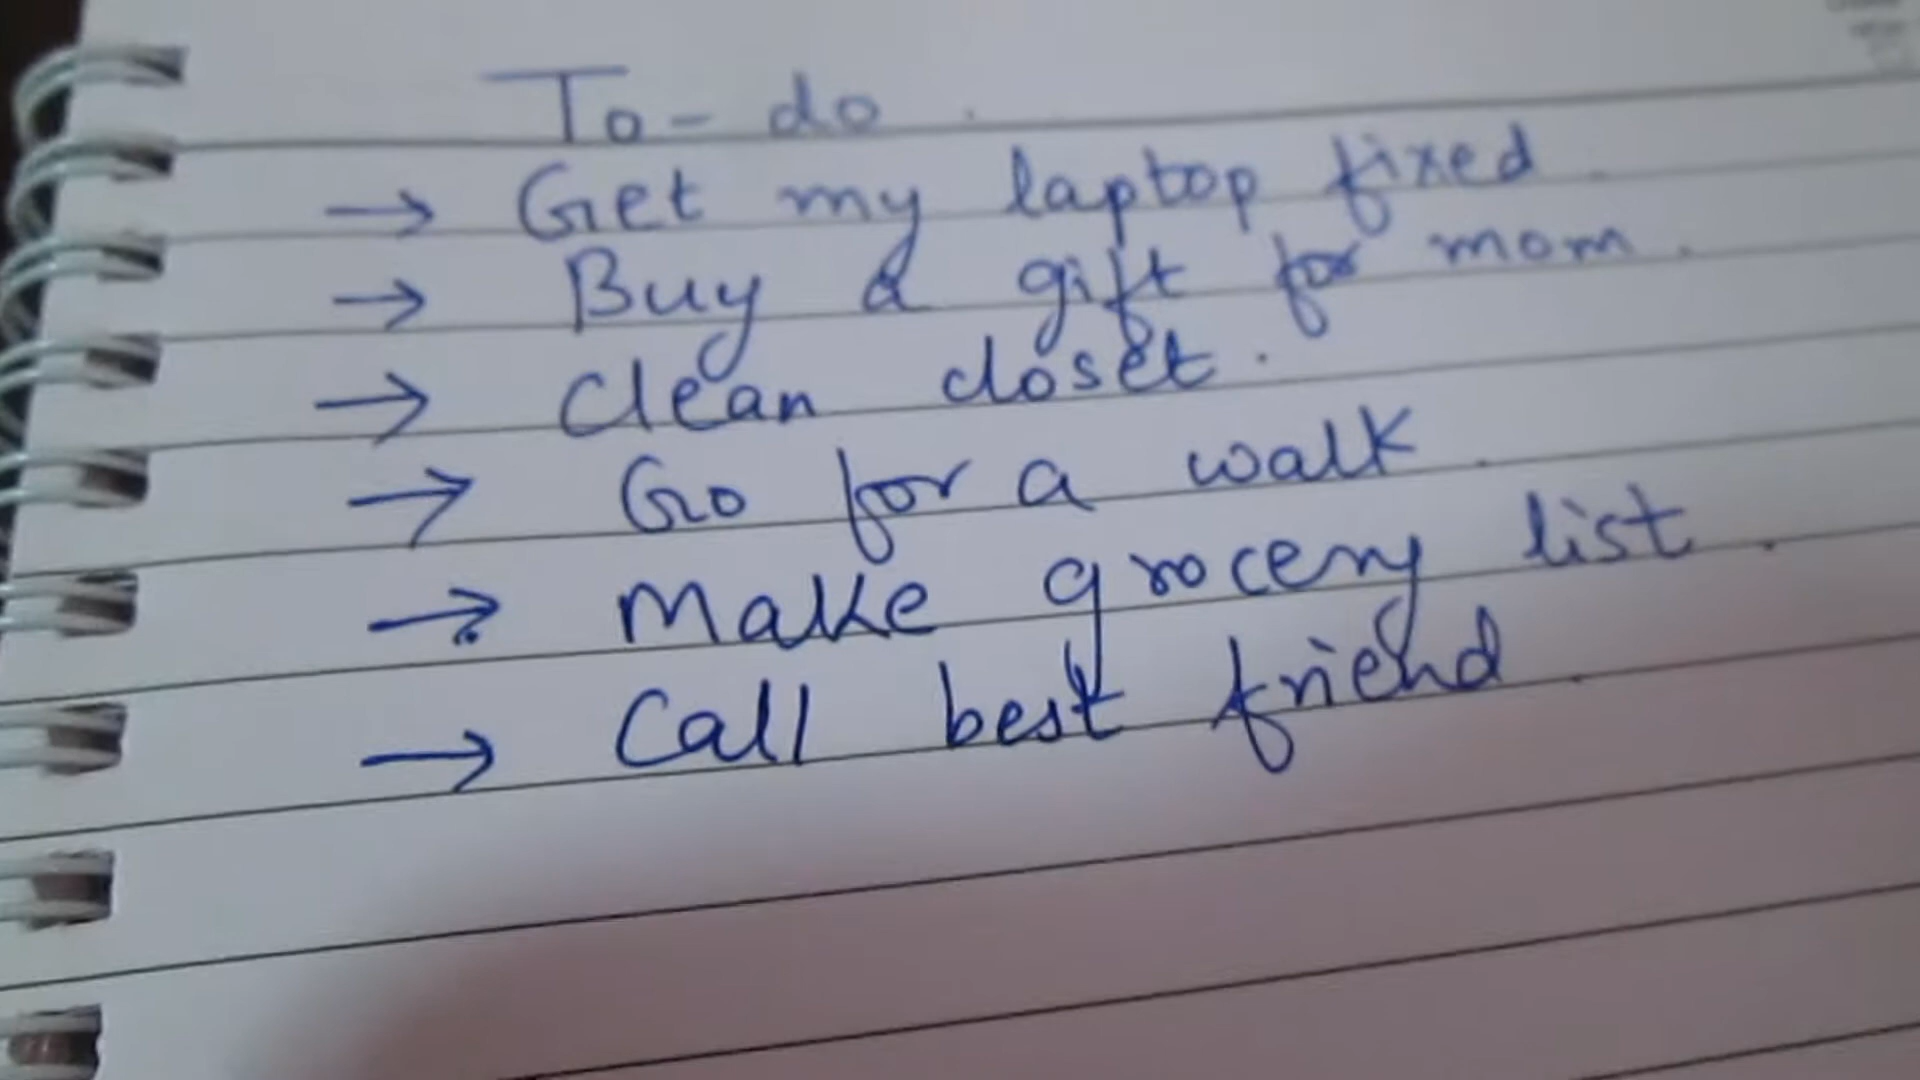 To-do.
→ Get my laptop fixed.
→ Buy a gift for mom.
→ Clean closet.
→ Go for a walk.
→ Make grocery list.
→ Call best friend.